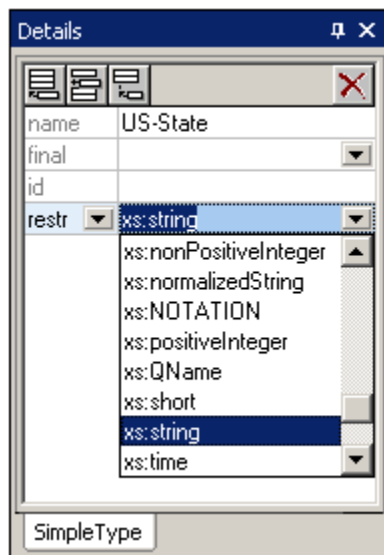 Details
name US-State
final
id
restr xs:string
xs:nonPositiveInteger
xs:normalizedString
xs:NOTATION
xs:positiveInteger
xs:QName
xs:short
xs:string
xs:time
SimpleType